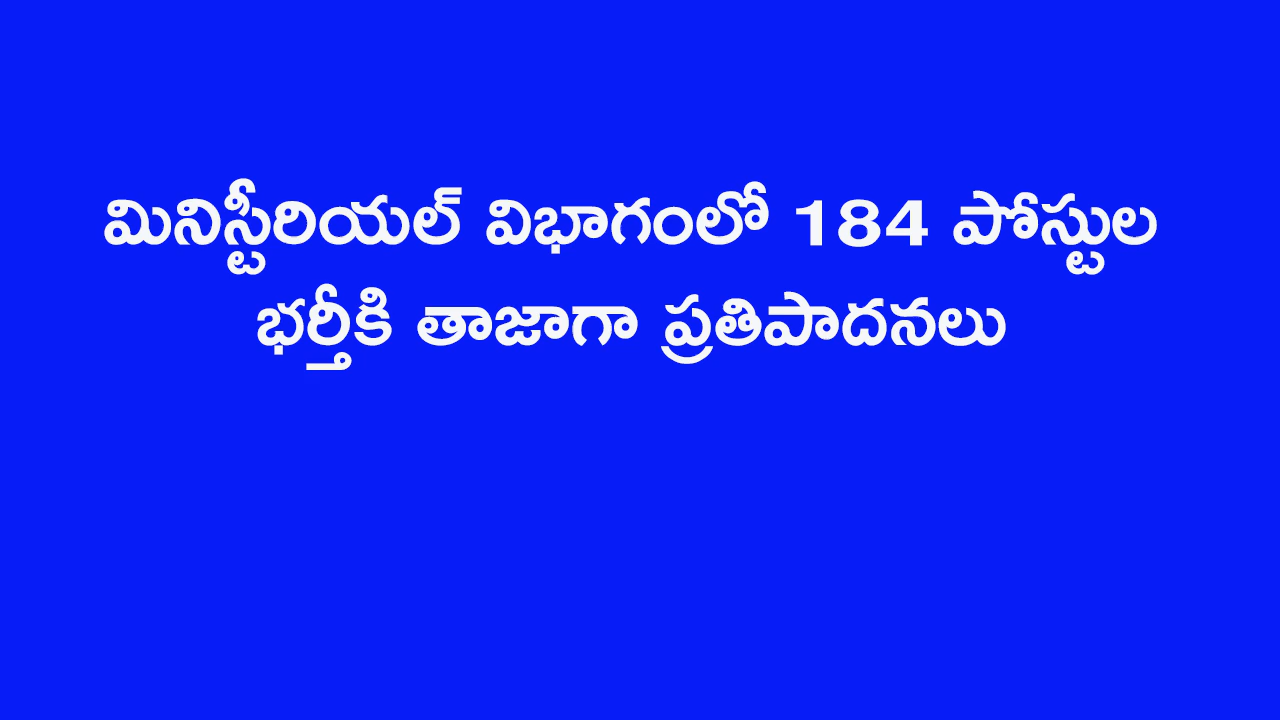 మినిస్టీరియల్ విభాగంలో 184 పోస్టుల
భర్తీకి తాజాగా ప్రతిపాదనలు